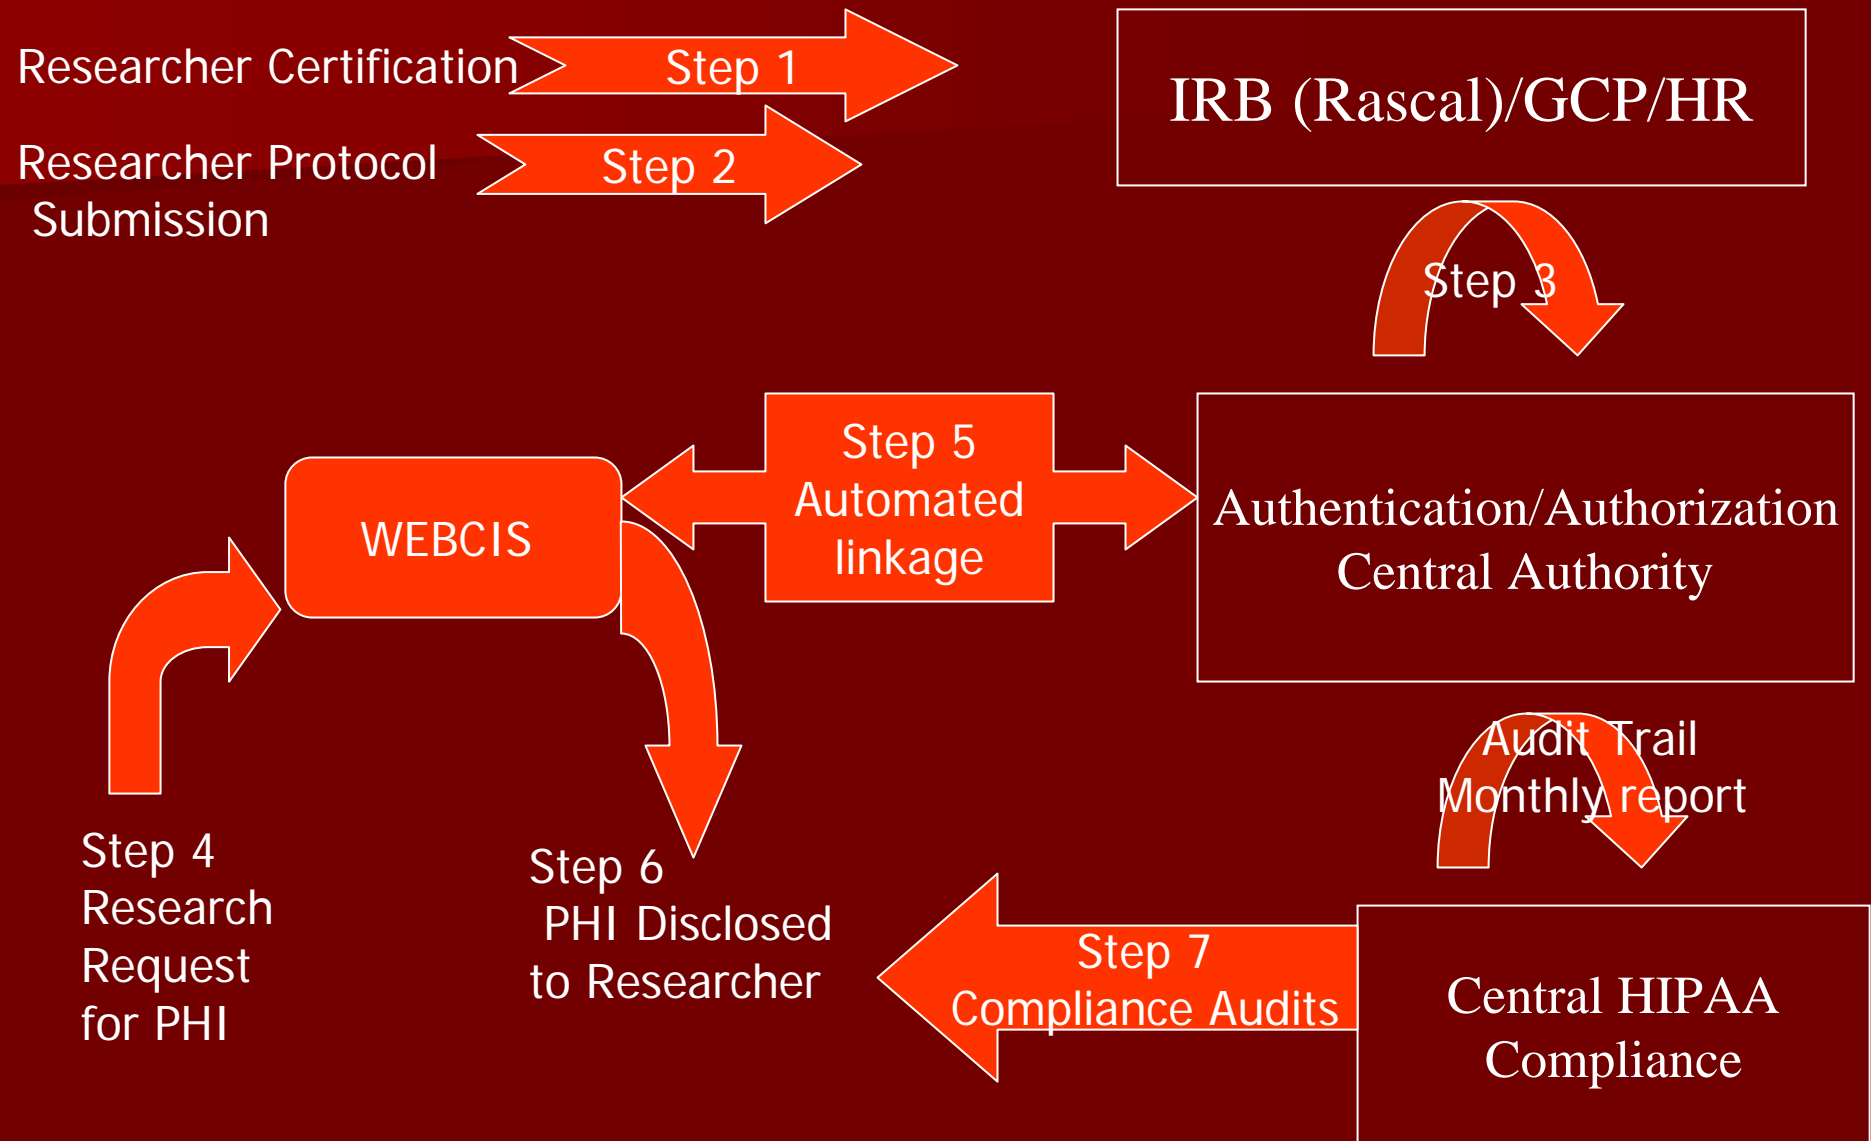 Researcher Certification
Step 1
IRB (Rascal)/GCP/HR
Researcher Protocol
Submission
Step 2
Step 3
Step 5
Automated
linkage
WEBCIS
Authentication/Authorization
Central Authority
Audit Trail
Monthly report
Step 4
Research
Request
for PHI
Step 6
PHI Disclosed
to Researcher
Step 7
Compliance Audits
Central HIPAA
Compliance